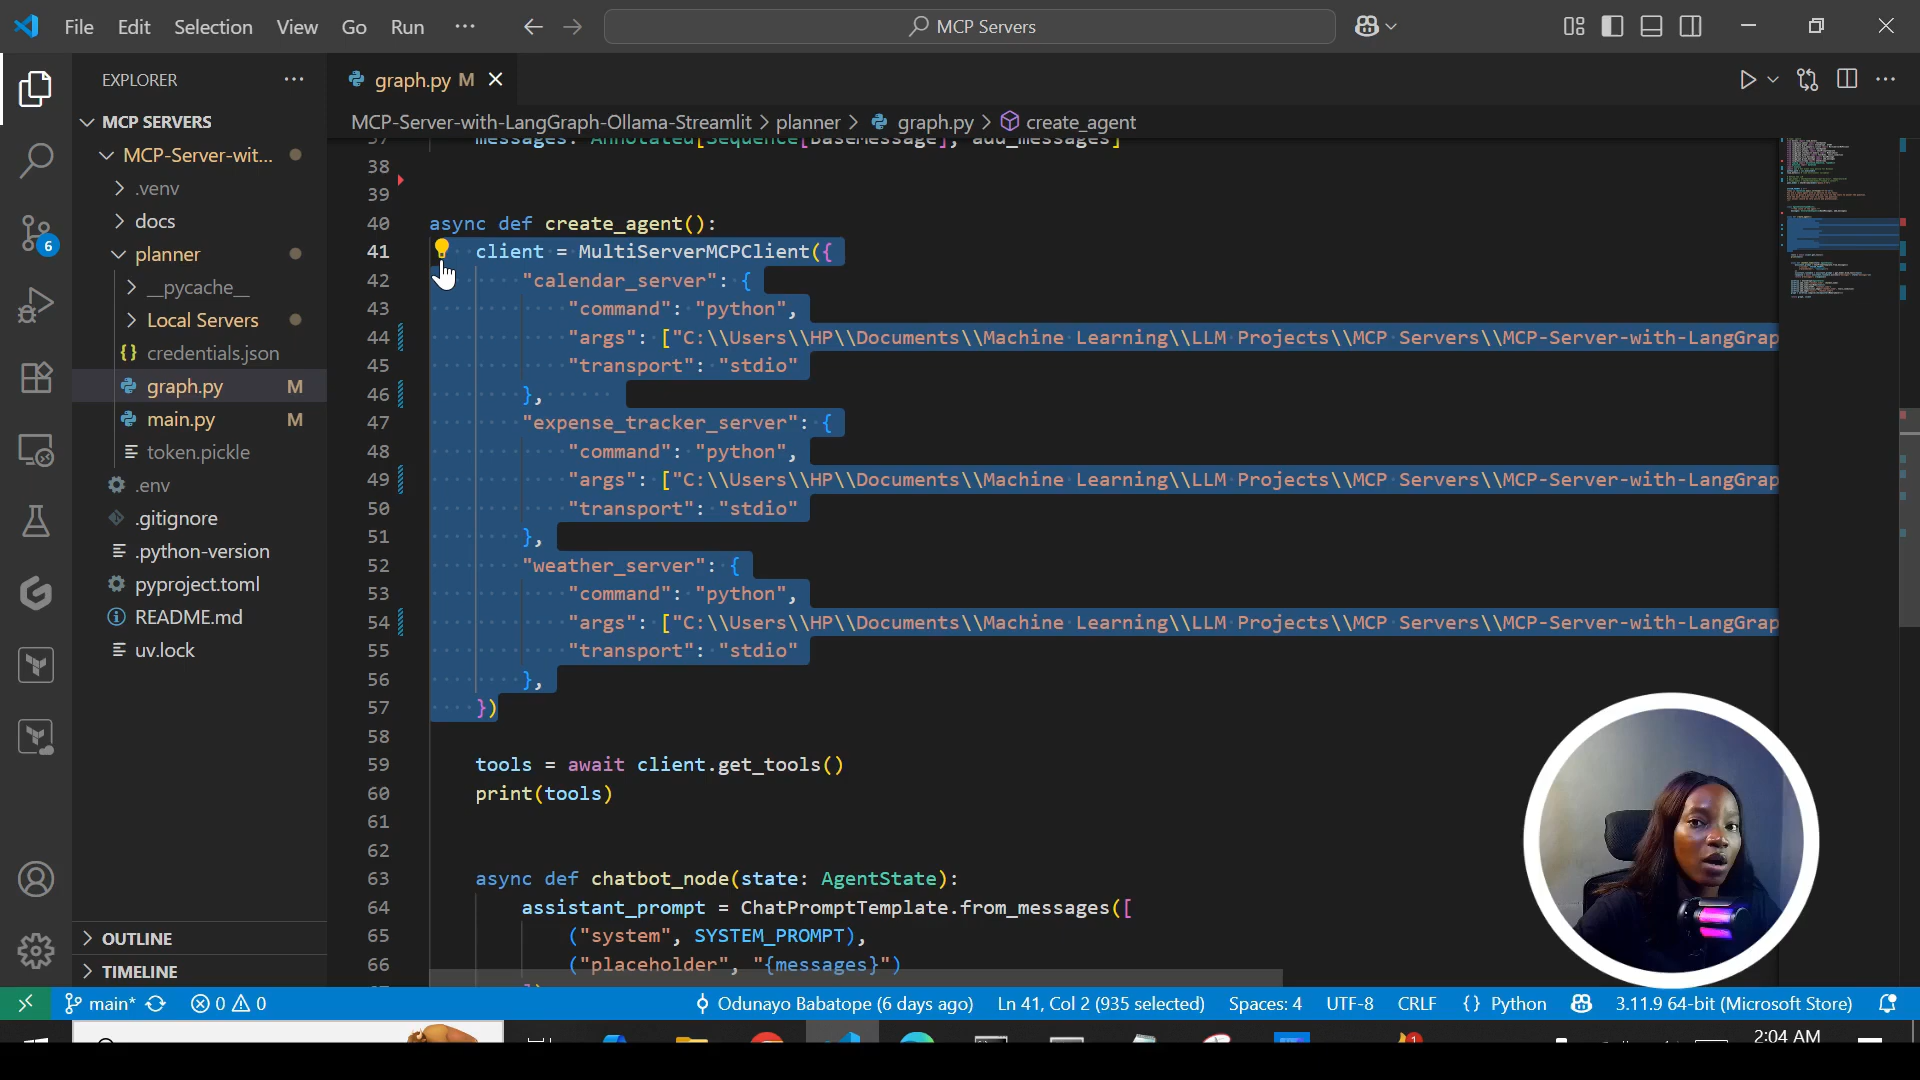 File Edit Selection View Go Run ··· MCP Servers
EXPLORER ···
MCP SERVERS
MCP-Server-wit...
.venv
docs
planner
__pycache__
Local Servers
credentials.json
graph.py M
main.py M
token.pickle
.env
.gitignore
.python-version
pyproject.toml
README.md
uv.lock
OUTLINE
TIMELINE
graph.py M
MCP-Server-with-LangGraph-Ollama-Streamlit > planner > graph.py > create_agent
37 messages: Annotated[Sequence[BaseMessage], add_messages]
38
39
40 async def create_agent():
41 client = MultiServerMCPClient({
42 "calendar_server": {
43 "command": "python",
44 "args": ["C:\\Users\\HP\\Documents\\Machine Learning\\LLM Projects\\MCP Servers\\MCP-Server-with-LangGrap
45 "transport": "stdio"
46 },
47 "expense_tracker_server": {
48 "command": "python",
49 "args": ["C:\\Users\\HP\\Documents\\Machine Learning\\LLM Projects\\MCP Servers\\MCP-Server-with-LangGrap
50 "transport": "stdio"
51 },
52 "weather_server": {
53 "command": "python",
54 "args": ["C:\\Users\\HP\\Documents\\Machine Learning\\LLM Projects\\MCP Servers\\MCP-Server-with-LangGrap
55 "transport": "stdio"
56 },
57 })
58
59 tools = await client.get_tools()
60 print(tools)
61
62
63 async def chatbot_node(state: AgentState):
64 assistant_prompt = ChatPromptTemplate.from_messages([
65 ("system", SYSTEM_PROMPT),
66 ("placeholder", "{messages}")
6
main* 0 0 Odunayo Babatope (6 days ago) Ln 41, Col 2 (935 selected) Spaces: 4 UTF-8 CRLF {} Python 3.11.9 64-bit (Microsoft Store)
1
2:04 AM